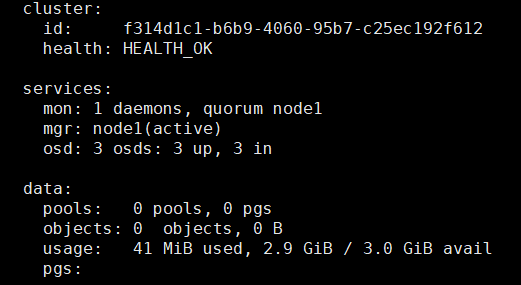 cluster:
id: f314d1c1-b6b9-4060-95b7-c25ec192f612
health: HEALTH_OK
services:
mon: 1 daemons, quorum node1
mgr: node1(active)
osd: 3 osds: 3 up, 3 in
data:
pools: 0 pools, 0 pgs
objects: 0 objects, 0 B
usage: 41 MiB used, 2.9 GiB / 3.0 GiB avail
pgs: